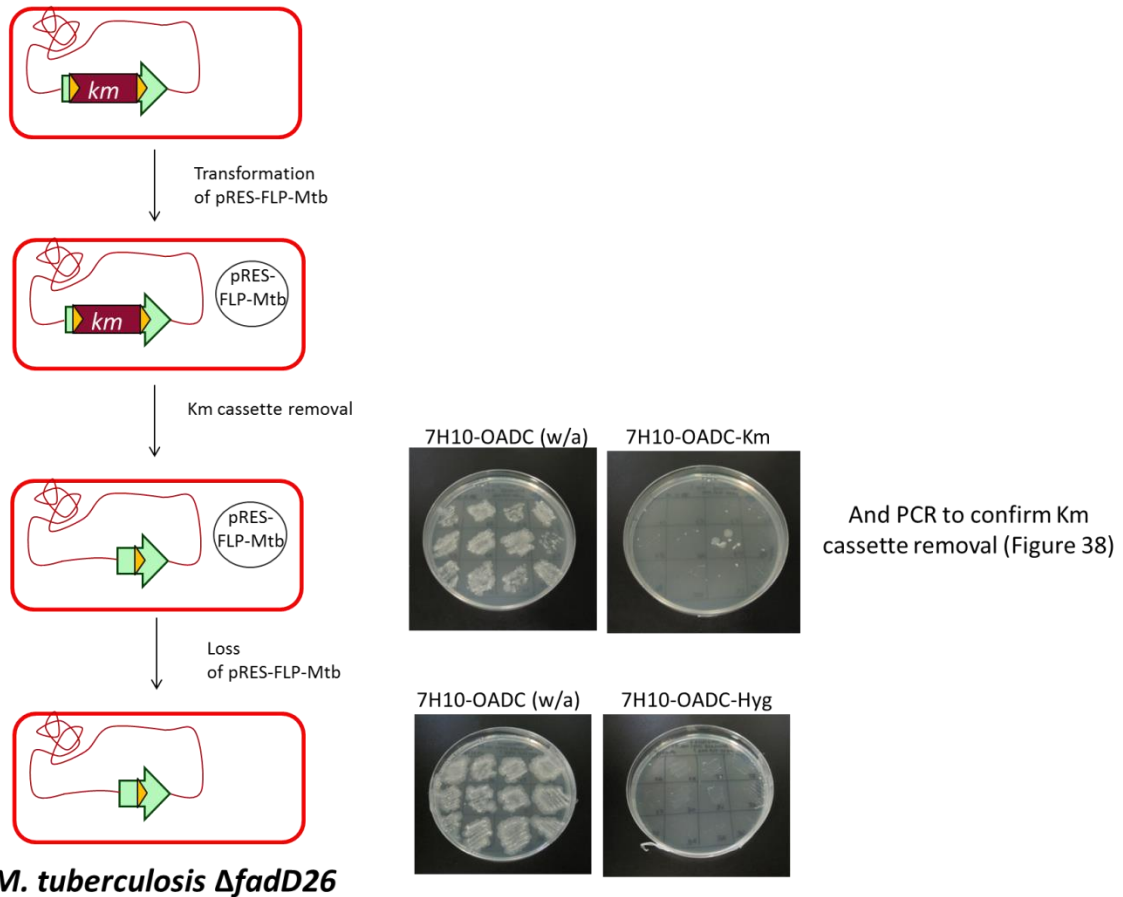 km
Transformation
of pRES-FLP-Mtb
pRES-
FLP-Mtb
km
Km cassette removal
7H10-OADC (w/a)
7H10-OADC-Km
pRES-
FLP-Mtb
And PCR to confirm Km
cassette removal (Figure 38)
Loss
of pRES-FLP-Mtb
7H10-OADC (w/a)
7H10-OADC-Hyg
M. tuberculosis ΔfadD26